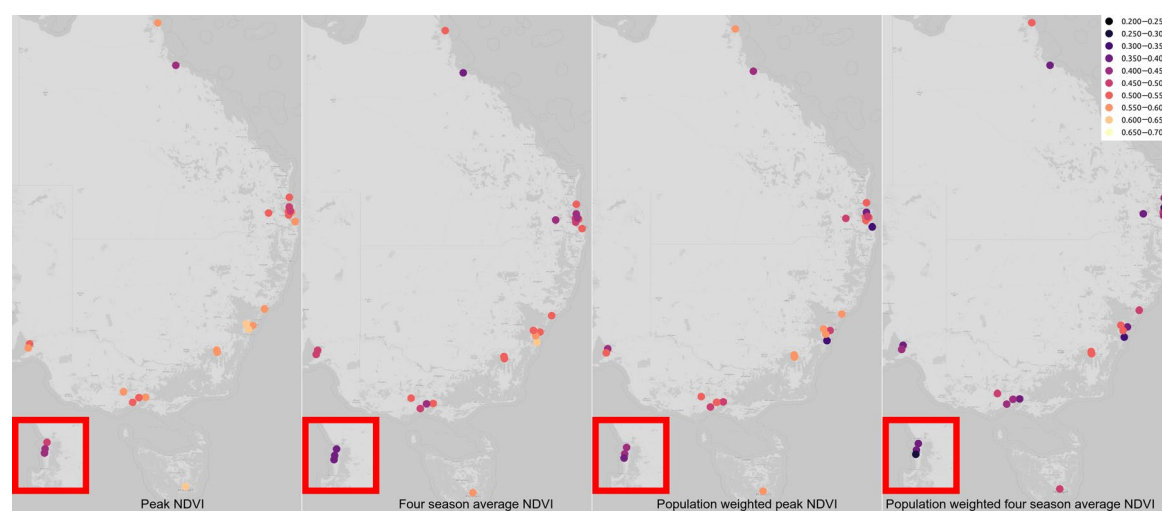 0.200–0.25
0.250–0.30
0.300–0.35
0.350–0.40
0.400–0.45
0.450–0.50
0.500–0.55
0.550–0.60
0.600–0.65
0.650–0.70
Peak NDVI
Four season average NDVI
Population weighted peak NDVI
Population weighted four season average NDVI